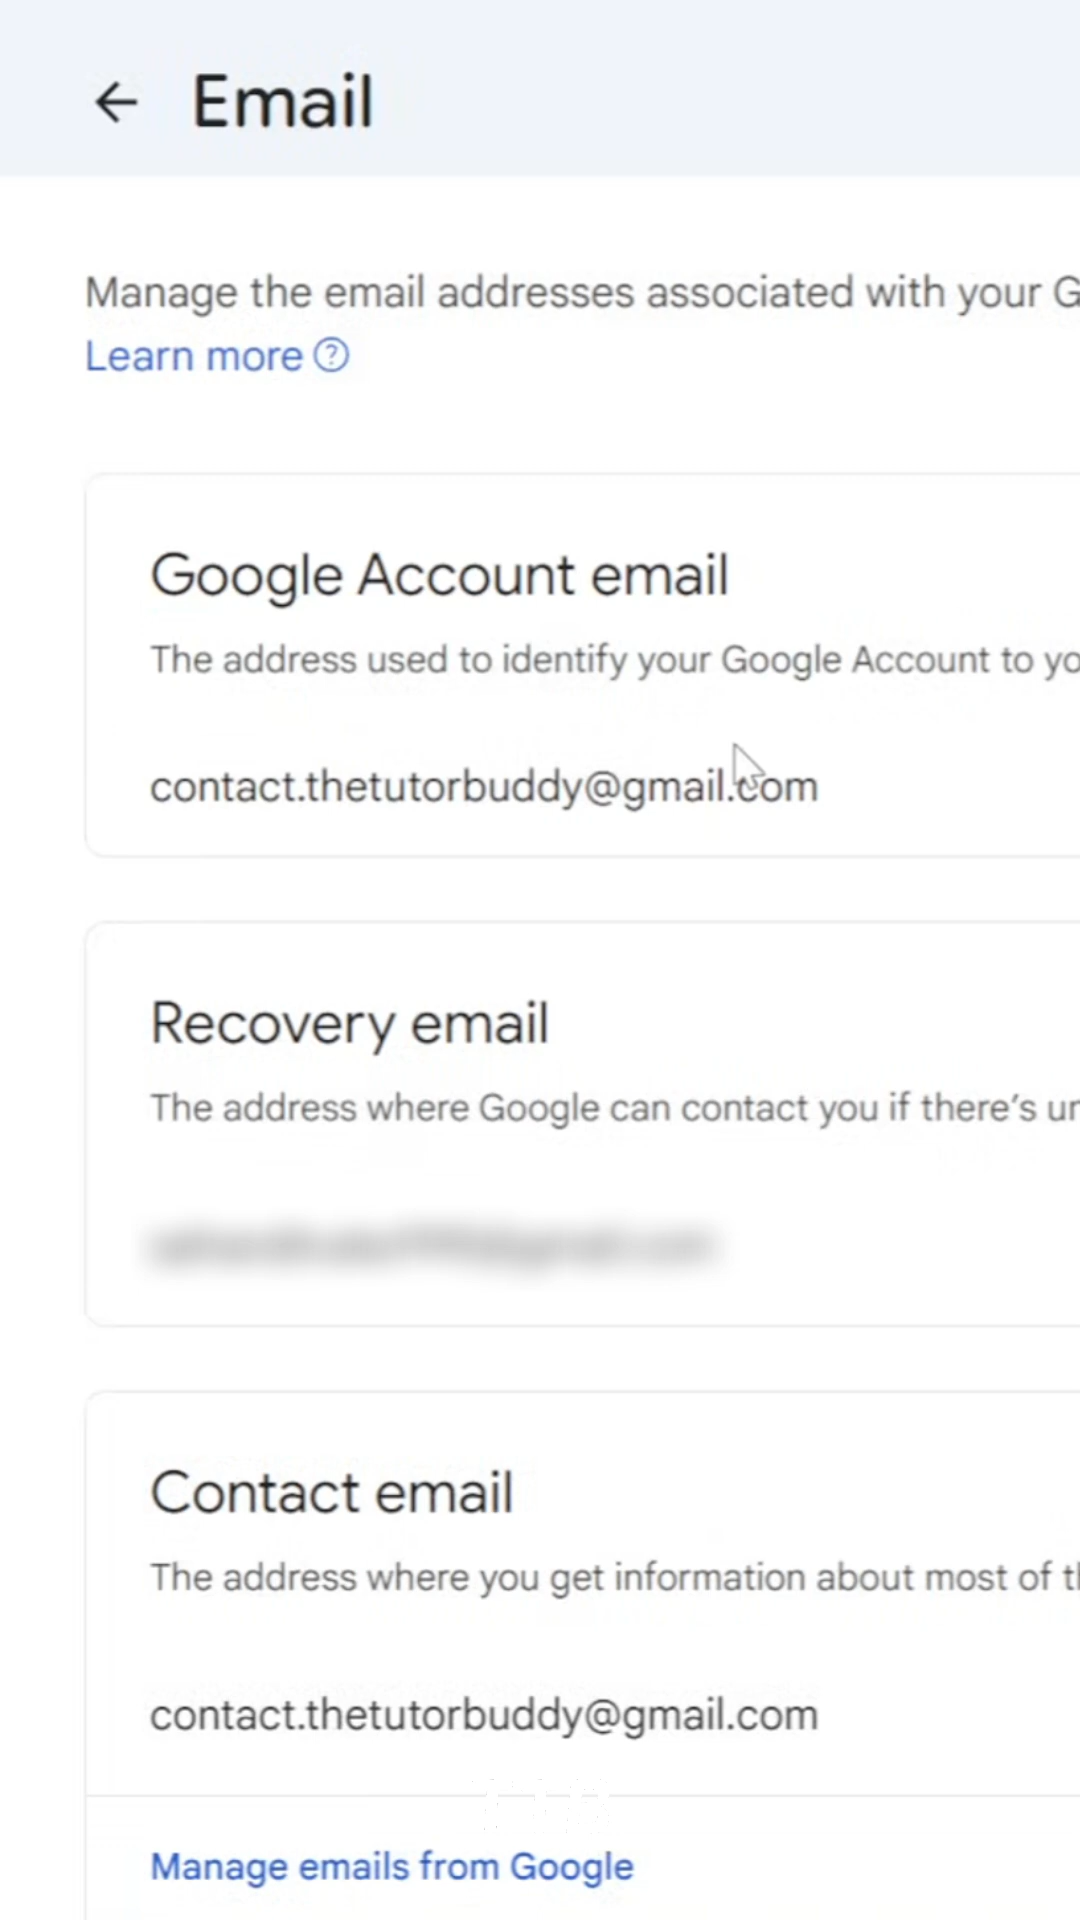 Email
Manage the email addresses associated with your G
Learn more
Google Account email
The address used to identify your Google Account to yo
contact.thetutorbuddy@gmail.com
Recovery email
The address where Google can contact you if there’s un
Contact email
The address where you get information about most of th
contact.thetutorbuddy@gmail.com
Manage emails from Google